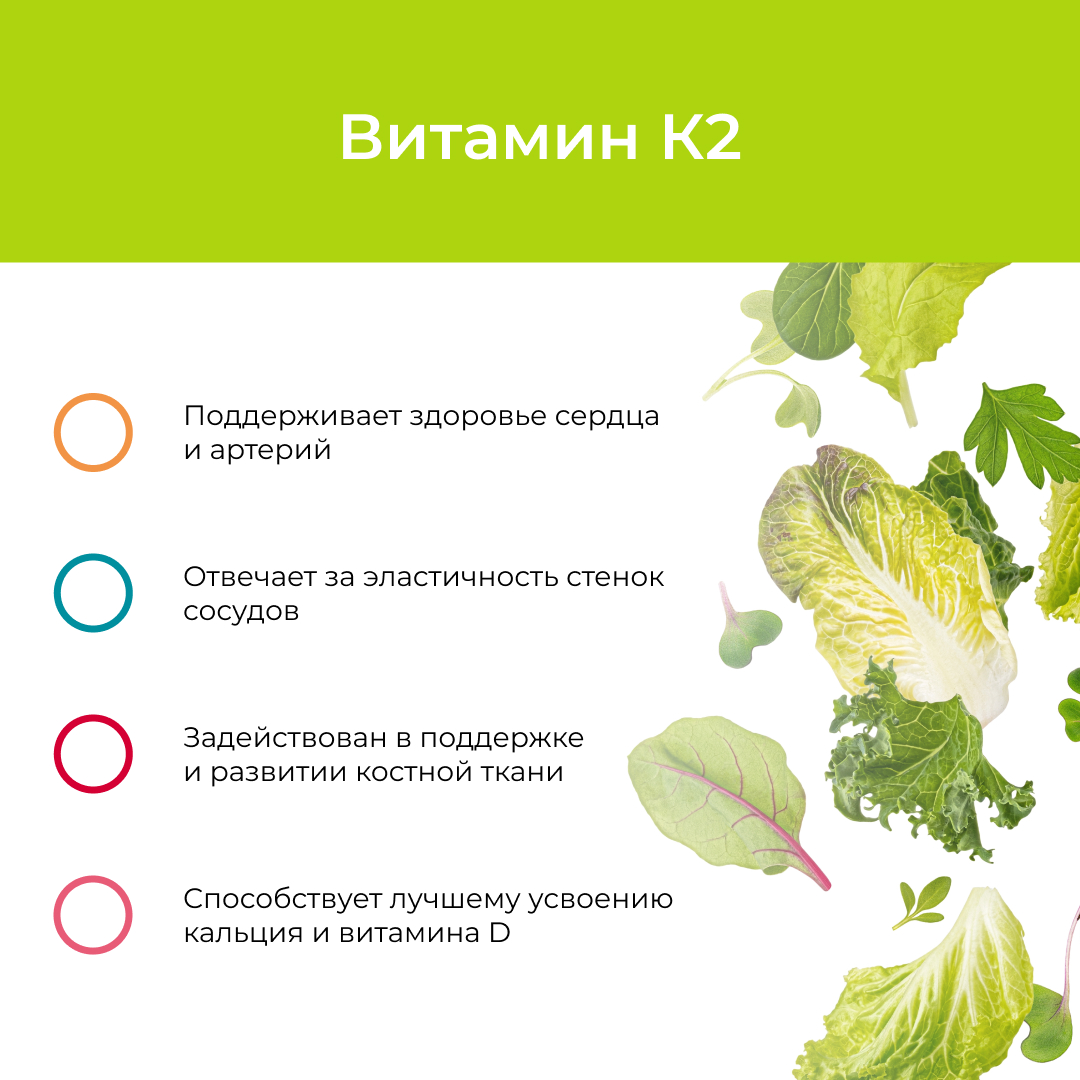 Витамин К2
Поддерживает здоровье сердца
и артерий
Отвечает за эластичность стенок
сосудов
Задействован в поддержке
и развитии костной ткани
Способствует лучшему усвоению
кальция и витамина D